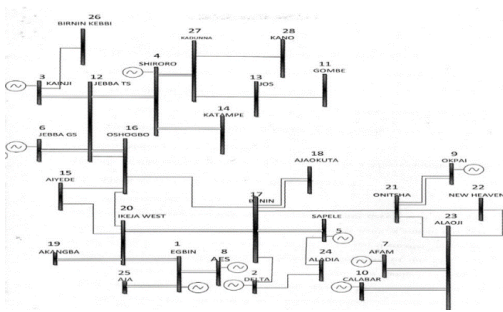 26
BIRNIN KEBBI
27
KADUNNA
28
KANO
4
SHIRORO
11
GOMBE
3
KAINJI
12
JEBBA TS
13
JOS
14
KATAMPE
6
JEBBA GS
16
OSHOGBO
18
AJAOKUTA
9
OKPAI
15
AIYEDE
17
BENIN
21
ONITSHA
22
NEW HEAVEN
20
IKEJA WEST
SAPELE
5
23
ALAOJI
19
AKANGBA
1
EGBIN
8
AES
24
ALADIA
7
AFAM
25
AJA
2
DELTA
10
CALABAR